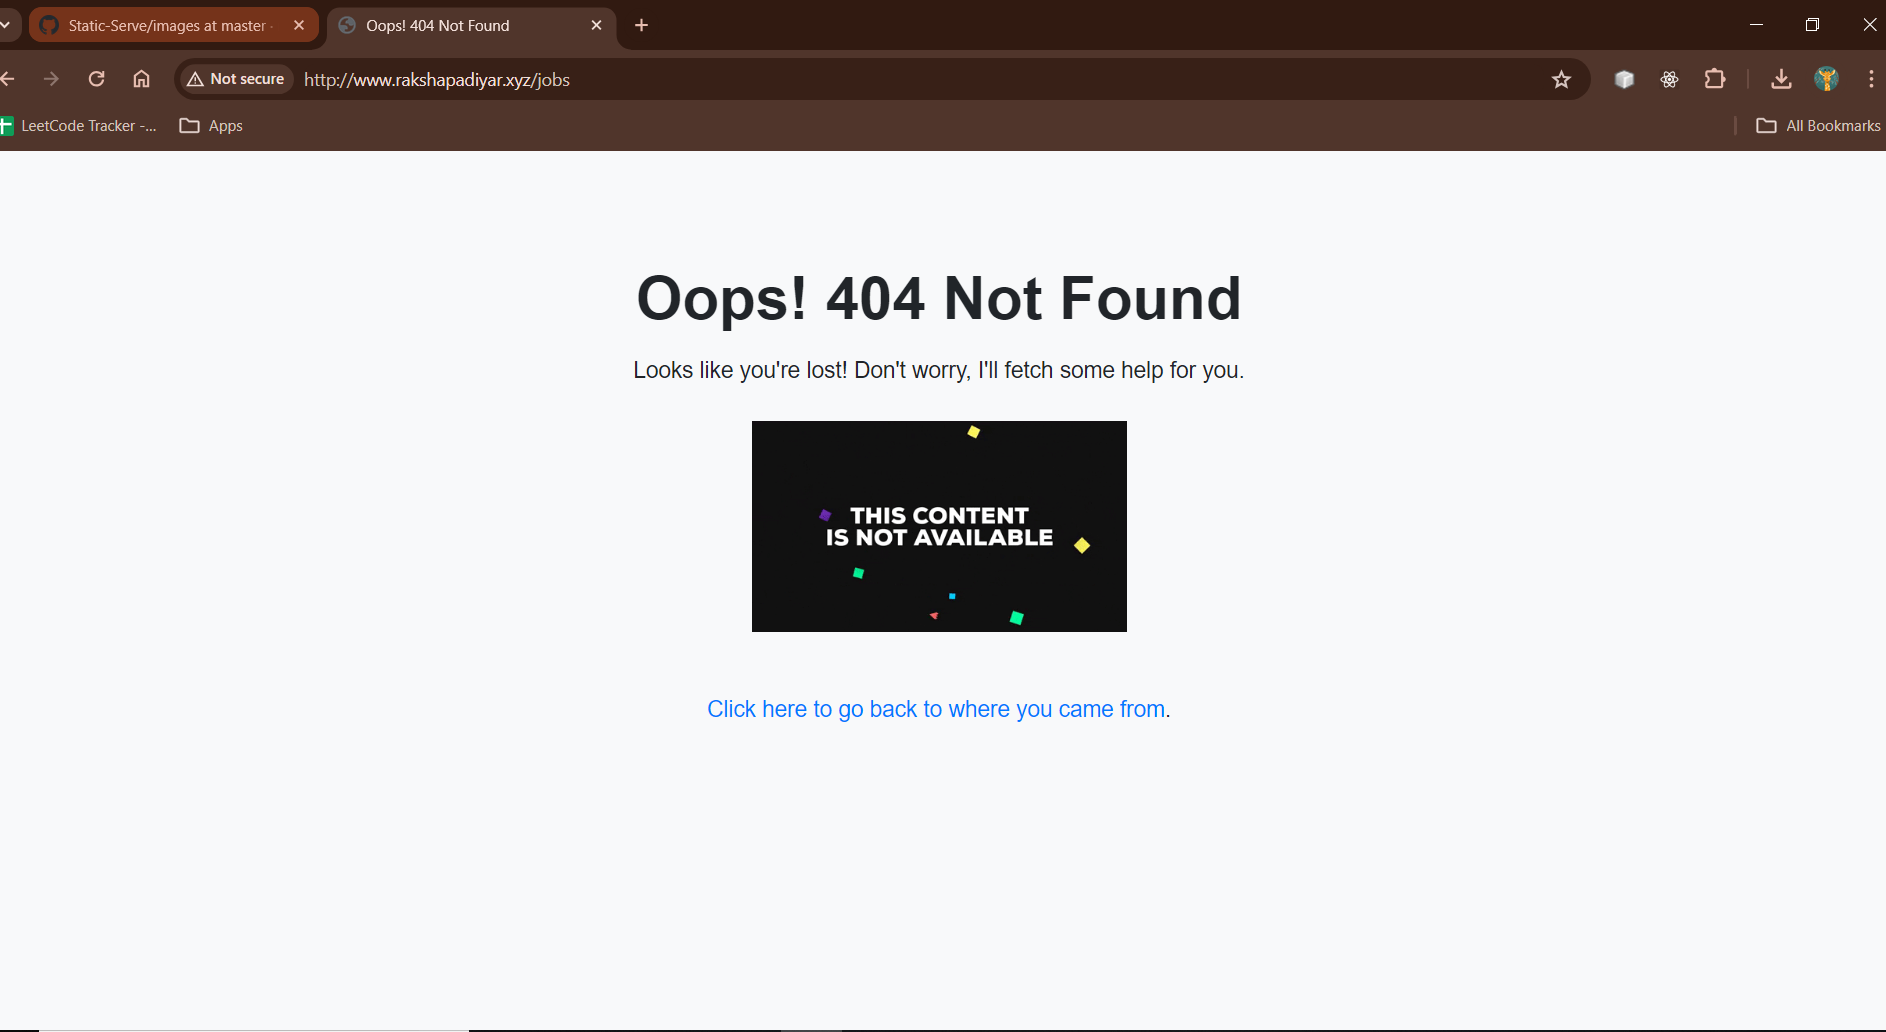 Static-Serve/images at master
Oops! 404 Not Found
Not secure
http://www.rakshapadiyar.xyz/jobs
LeetCode Tracker -...
Apps
All Bookmarks
Oops! 404 Not Found
Looks like you're lost! Don't worry, I'll fetch some help for you.
THIS CONTENT
IS NOT AVAILABLE
Click here to go back to where you came from.